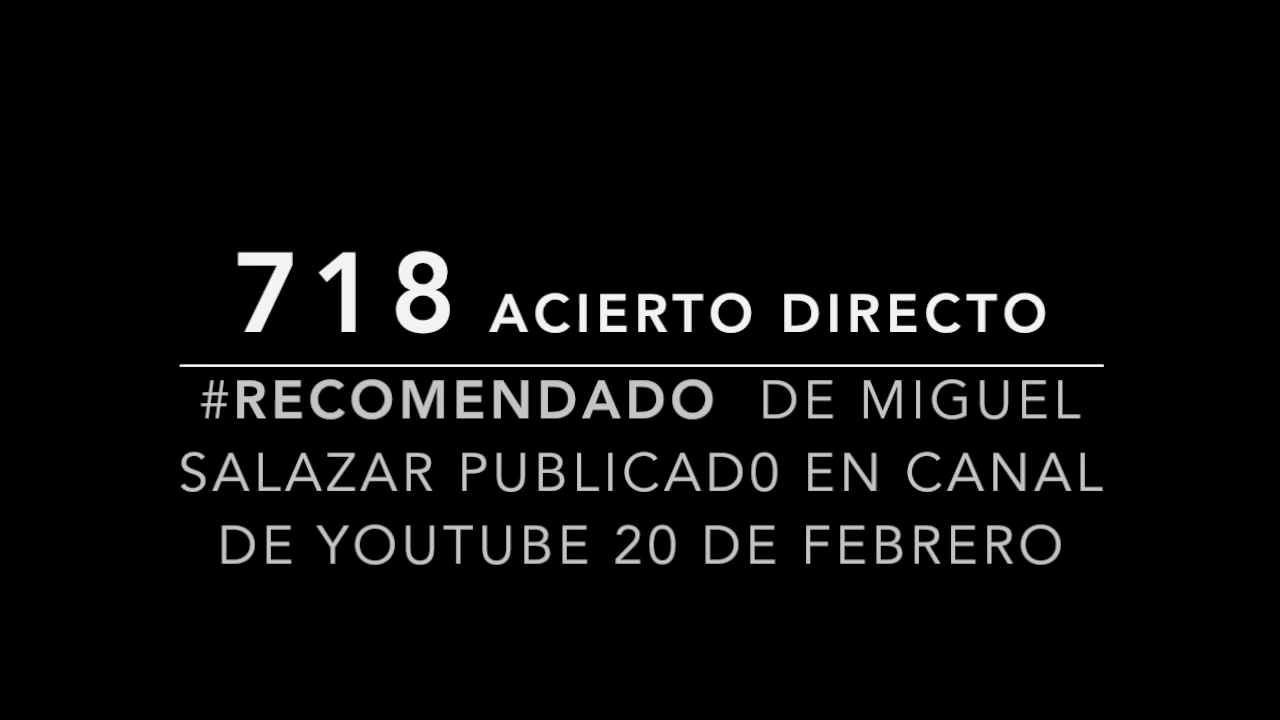 718 ACIERTO DIRECTO
#RECOMENDADO DE MIGUEL
SALAZAR PUBLICAD0 EN CANAL
DE YOUTUBE 20 DE FEBRERO